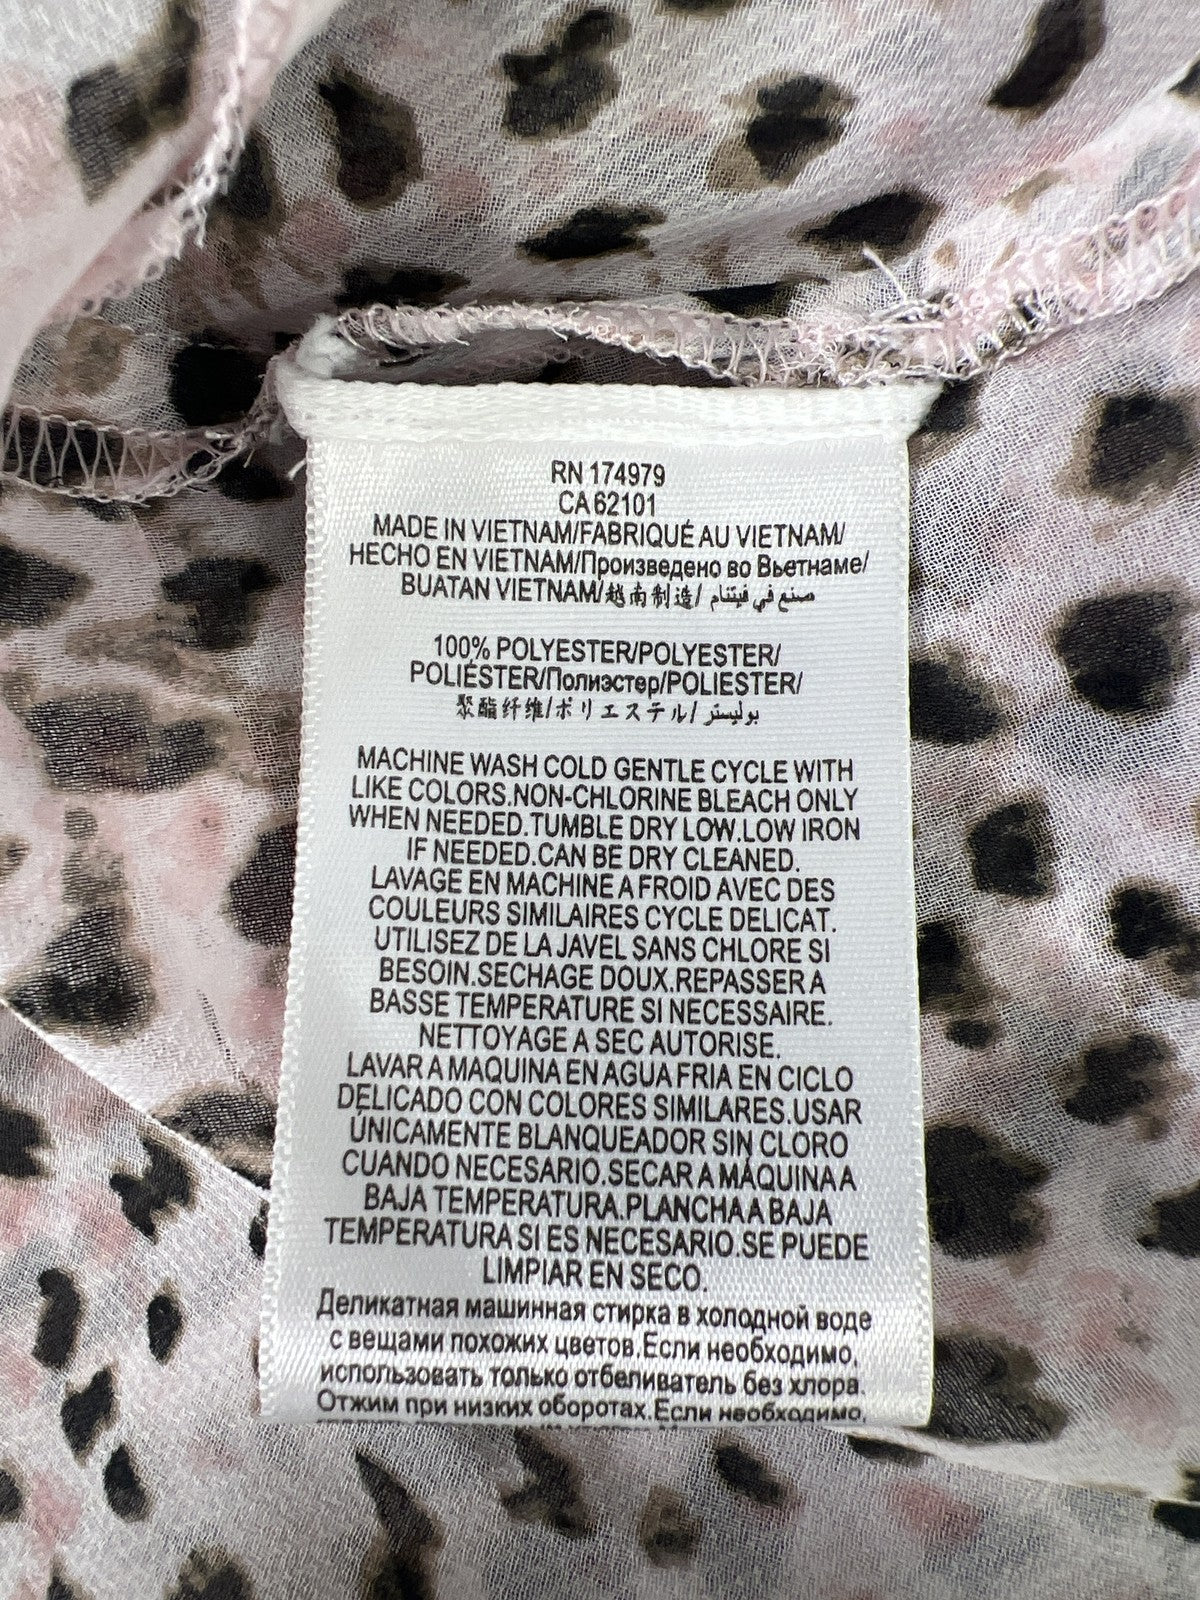 RN 174979
CA 62101
MADE IN VIETNAM/FABRIQUÉ AU VIETNAM/
HECHO EN VIETNAM/Произведено во Вьетнаме/
BUATAN VIETNAM/越南制造/ صنع في فيتنام
100% POLYESTER/POLYESTER/
POLIÉSTER/Полиэстер/POLIESTER/
聚酯纤维/ポリエステル/ بوليستر
MACHINE WASH COLD GENTLE CYCLE WITH
LIKE COLORS.NON-CHLORINE BLEACH ONLY
WHEN NEEDED.TUMBLE DRY LOW.LOW IRON
IF NEEDED.CAN BE DRY CLEANED.
LAVAGE EN MACHINE A FROID AVEC DES
COULEURS SIMILAIRES CYCLE DELICAT.
UTILISEZ DE LA JAVEL SANS CHLORE SI
BESOIN.SECHAGE DOUX.REPASSER A
BASSE TEMPERATURE SI NECESSAIRE.
NETTOYAGE A SEC AUTORISE.
LAVAR A MAQUINA EN AGUA FRIA EN CICLO
DELICADO CON COLORES SIMILARES.USAR
ÚNICAMENTE BLANQUEADOR SIN CLORO
CUANDO NECESARIO.SECAR A MÁQUINA A
BAJA TEMPERATURA.PLANCHA A BAJA
TEMPERATURA SI ES NECESARIO.SE PUEDE
LIMPIAR EN SECO.
Деликатная машинная стирка в холодной воде
с вещами похожих цветов.Если необходимо,
использовать только отбеливатель без хлора.
Отжим при низких оборотах.Если необходимо,